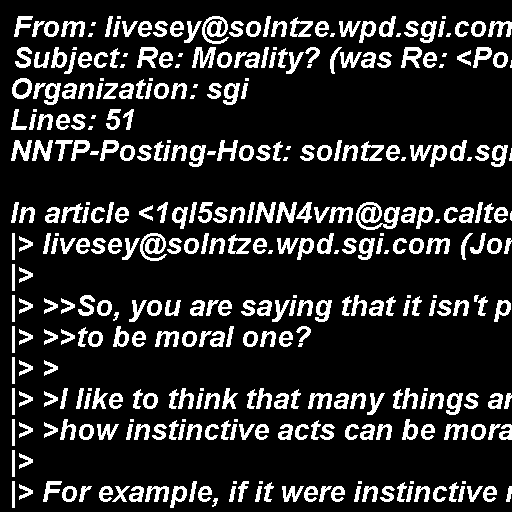 From: livesey@solntze.wpd.sgi.com
Subject: Re: Morality? (was Re: <Po
Organization: sgi
Lines: 51
NNTP-Posting-Host: solntze.wpd.sg

In article <1ql5snINN4vm@gap.calte
|> livesey@solntze.wpd.sgi.com (Jon
|>
|> >>So, you are saying that it isn't p
|> >>to be moral one?
|> >
|> >I like to think that many things ar
|> >how instinctive acts can be mora
|>
|> For example, if it were instinctive